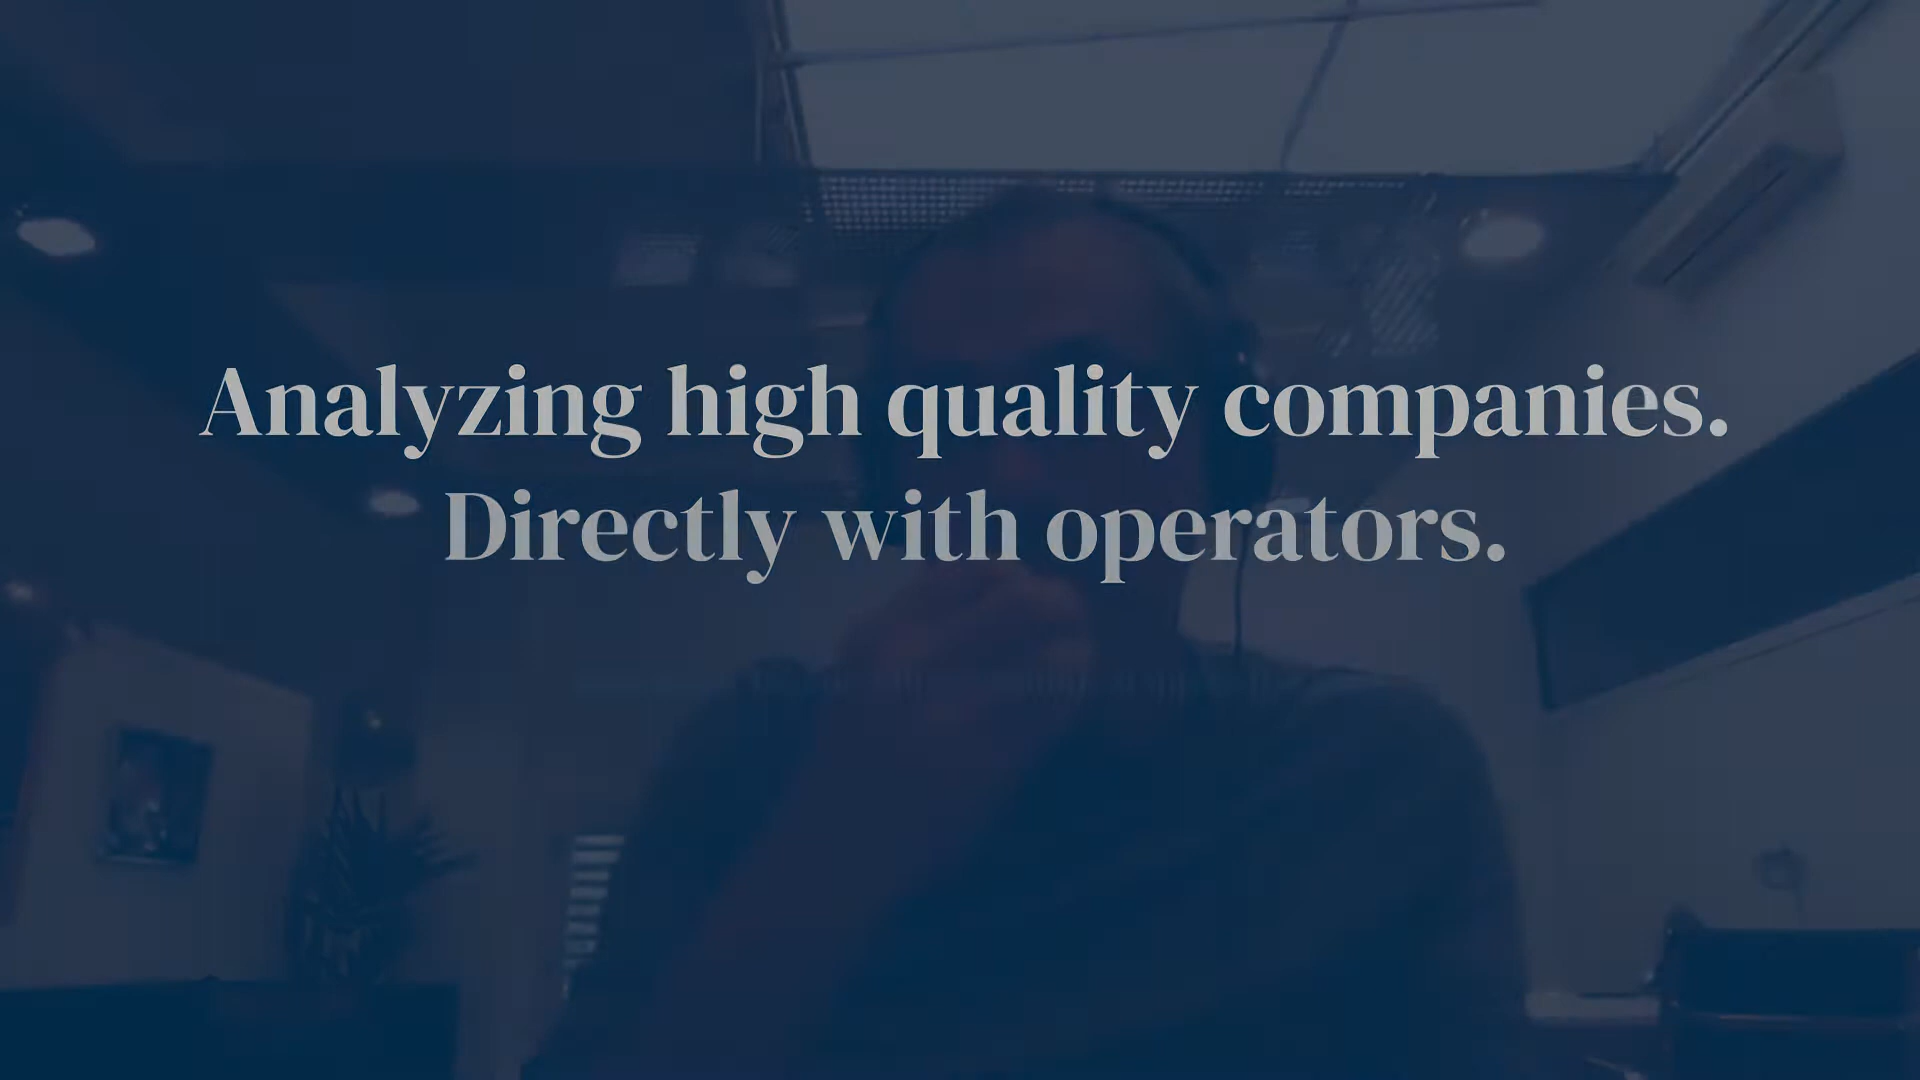 Analyzing high quality companies.
Directly with operators.